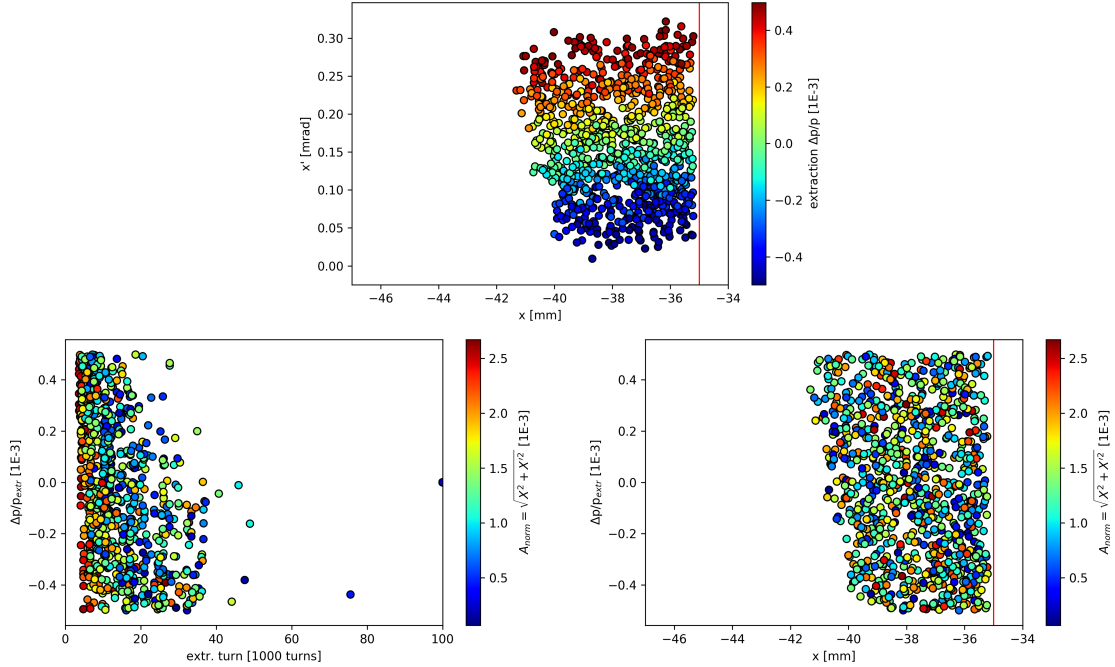 0.30
0.25
0.20
0.15
0.10
0.05
0.00
x' [mrad]
−46 −44 −42 −40 −38 −36 −34
x [mm]
0.4
0.2
0.0
−0.2
−0.4
extraction Δp/p [1E-3]
0.4
0.2
0.0
−0.2
−0.4
Δp/p_extr [1E-3]
0 20 40 60 80 100
extr. turn [1000 turns]
2.5
2.0
1.5
1.0
0.5
A_norm = √X² + X'² [1E-3]
0.4
0.2
0.0
−0.2
−0.4
Δp/p_extr [1E-3]
−46 −44 −42 −40 −38 −36 −34
x [mm]
2.5
2.0
1.5
1.0
0.5
A_norm = √X² + X'² [1E-3]